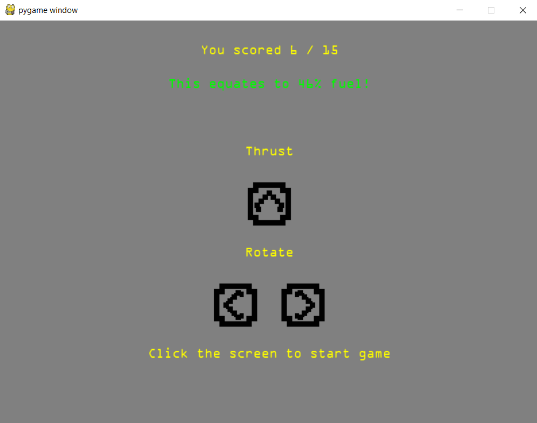 pygame window
You scored 6 / 15
This equates to 46% fuel!
Thrust
Rotate
Click the screen to start game